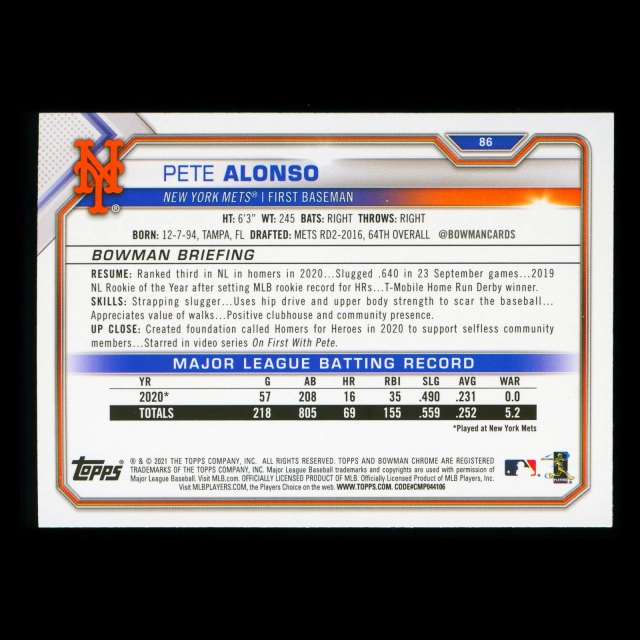 86
NY
®
PETE ALONSO
NEW YORK METS® | FIRST BASEMAN
HT: 6'3" WT: 245 BATS: RIGHT THROWS: RIGHT
BORN: 12-7-94, TAMPA, FL DRAFTED: METS RD2-2016, 64TH OVERALL @BOWMANCARDS
BOWMAN BRIEFING
RESUME: Ranked third in NL in homers in 2020...Slugged .640 in 23 September games...2019
NL Rookie of the Year after setting MLB rookie record for HRs...T-Mobile Home Run Derby winner.
SKILLS: Strapping slugger...Uses hip drive and upper body strength to scar the baseball...
Appreciates value of walks...Positive clubhouse and community presence.
UP CLOSE: Created foundation called Homers for Heroes in 2020 to support selfless community
members...Starred in video series On First With Pete.
MAJOR LEAGUE BATTING RECORD
YR G AB HR RBI SLG AVG WAR
2020* 57 208 16 35 .490 .231 0.0
TOTALS 218 805 69 155 .559 .252 5.2
*Played at New York Mets
Topps®
® & © 2021 THE TOPPS COMPANY, INC. ALL RIGHTS RESERVED. TOPPS AND BOWMAN CHROME ARE REGISTERED
TRADEMARKS OF THE TOPPS COMPANY, INC. Major League Baseball trademarks and copyrights are used with permission of
Major League Baseball. Visit MLB.com. OFFICIALLY LICENSED PRODUCT OF MLB. Officially Licensed Product of MLB Players, Inc.
Visit MLBPLAYERS.COM, the Players Choice on the web. WWW.TOPPS.COM. CODE#CMP044106